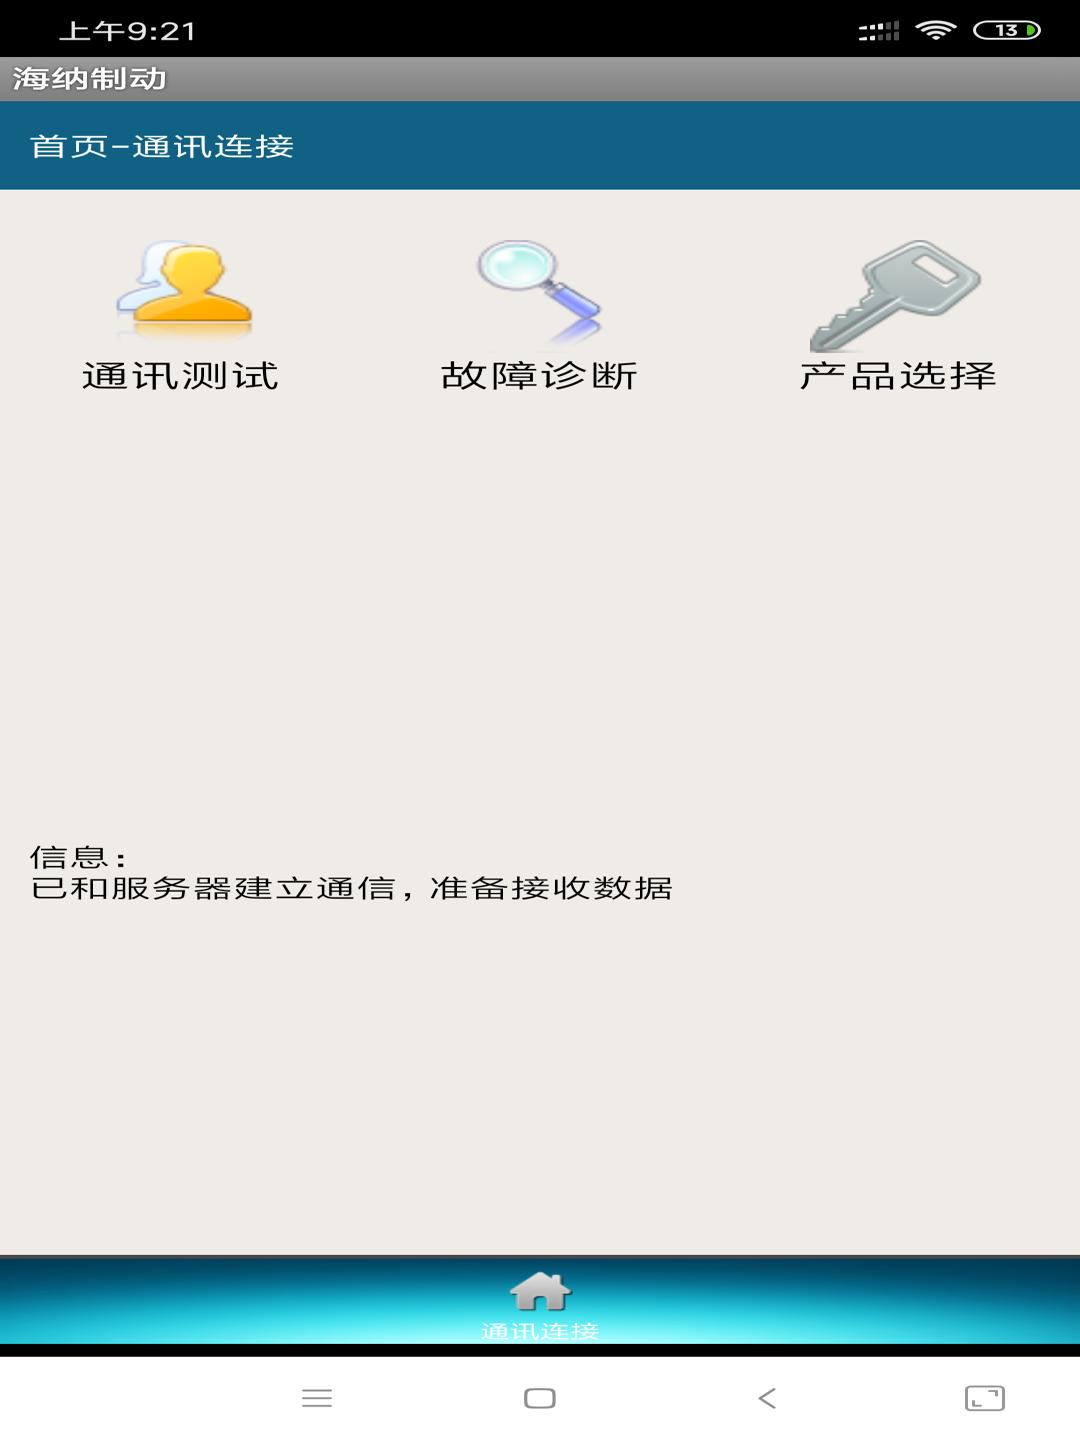 上午9:21
13
海纳制动
首页-通讯连接
通讯测试
故障诊断
产品选择
信息：
已和服务器建立通信，准备接收数据
通讯连接